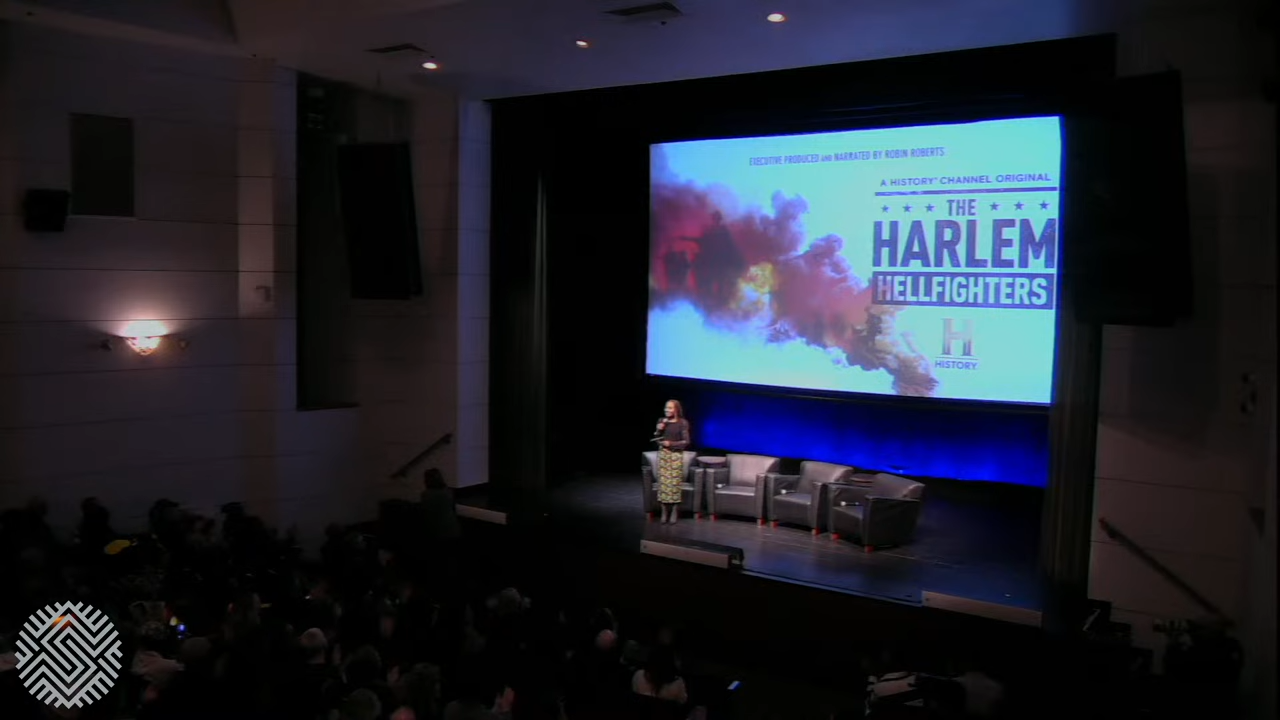 EXECUTIVE PRODUCED AND NARRATED BY ROBIN ROBERTS
A HISTORY® CHANNEL ORIGINAL
THE
HARLEM
HELLFIGHTERS
H
HISTORY